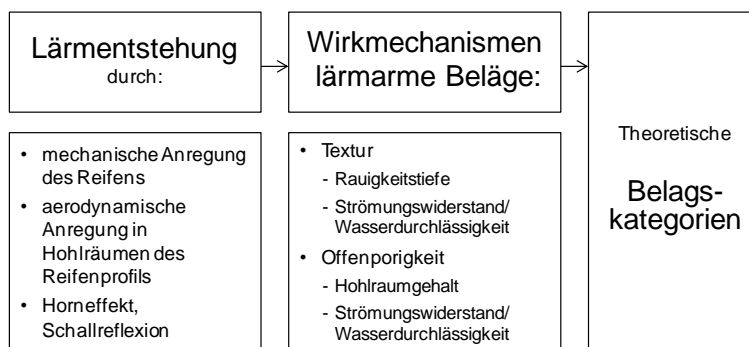 Lärmentstehung
durch:
• mechanische Anregung
des Reifens
• aerodynamische
Anregung in
Hohlräumen des
Reifenprofils
• Horneffekt,
Schallreflexion
Wirkmechanismen
lärmarme Beläge:
• Textur
- Rauigkeitstiefe
- Strömungswiderstand/
Wasserdurchlässigkeit
• Offenporigkeit
- Hohlraumgehalt
- Strömungswiderstand/
Wasserdurchlässigkeit
Theoretische
Belags-
kategorien